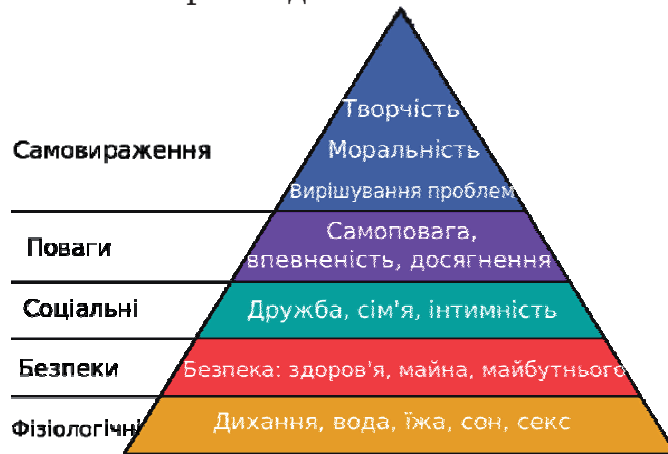 Творчість
Самовираження
Моральність
Вирішування проблем
Поваги
Самоповага,
впевненість, досягнення
Соціальні
Дружба, сім'я, інтимність
Безпеки
Безпека: здоров'я, майна, майбутнього
Фізіологічні
Дихання, вода, їжа, сон, секс